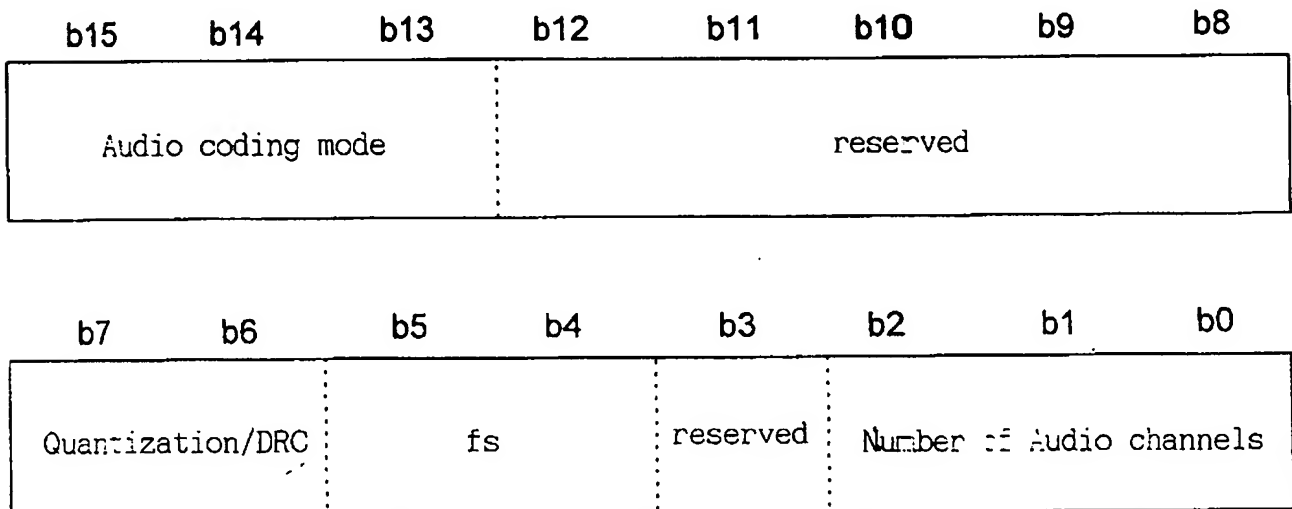 b15 b14 b13 b12 b11 b10 b9 b8
Audio coding mode reserved
b7 b6 b5 b4 b3 b2 b1 b0
Quantization/DRC fs reserved Number of Audio channels